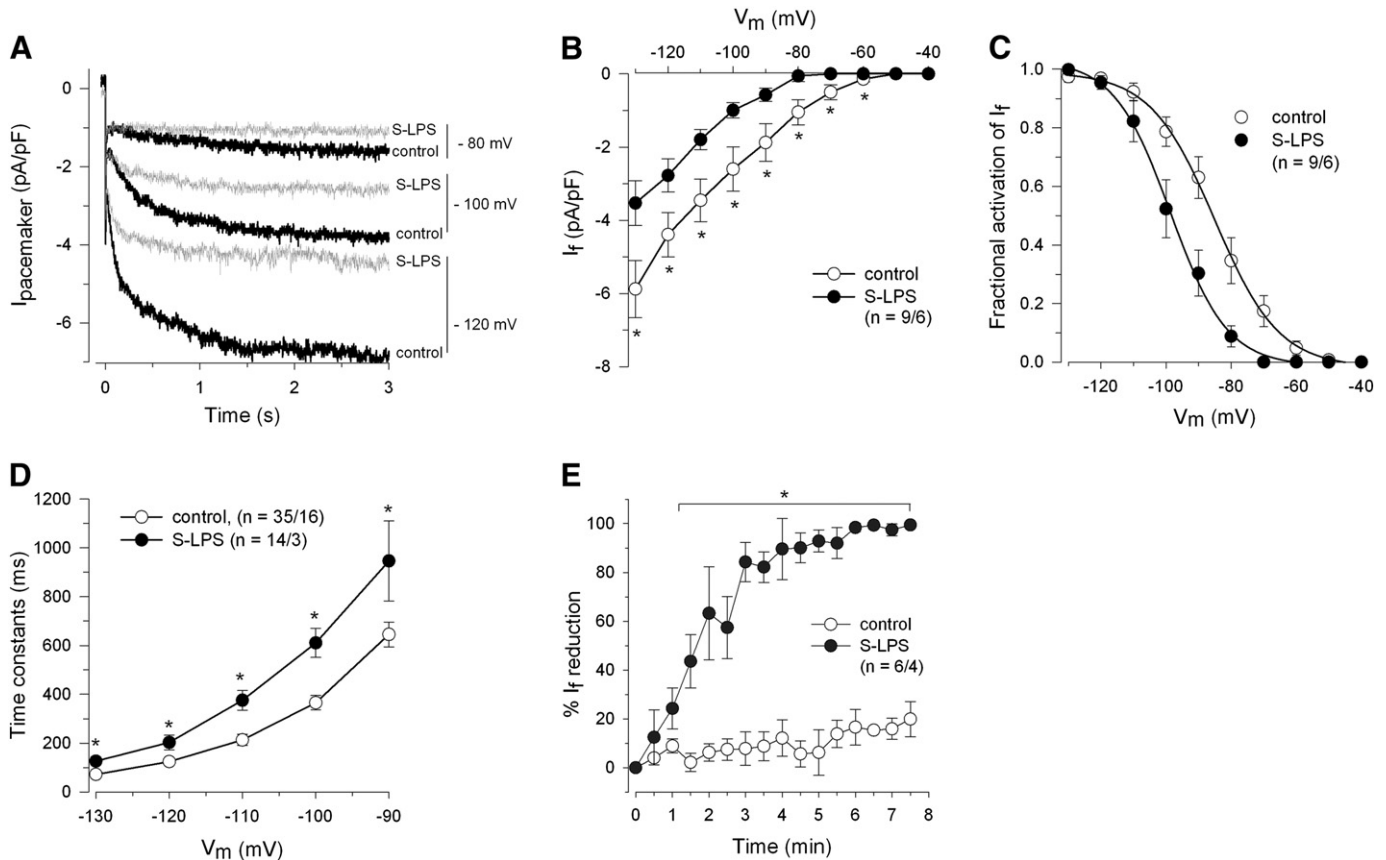 A
I pacemaker (pA/pF)
0
-2
-4
-6
S-LPS
control
- 80 mV
S-LPS
control
- 100 mV
S-LPS
control
- 120 mV
0 1 2 3
Time (s)
B
Vm (mV)
-120 -100 -80 -60 -40
If (pA/pF)
0
-2
-4
-6
-8
* * * * * * * *
control
S-LPS
(n = 9/6)
C
Fractional activation of If
1.0
0.8
0.6
0.4
0.2
0.0
control
S-LPS
(n = 9/6)
-120 -100 -80 -60 -40
Vm (mV)
D
Time constants (ms)
1200
1000
800
600
400
200
0
control, (n = 35/16)
S-LPS (n = 14/3)
* * * * *
-130 -120 -110 -100 -90
Vm (mV)
E
% If reduction
100
80
60
40
20
0
*
control
S-LPS
(n = 6/4)
0 1 2 3 4 5 6 7 8
Time (min)